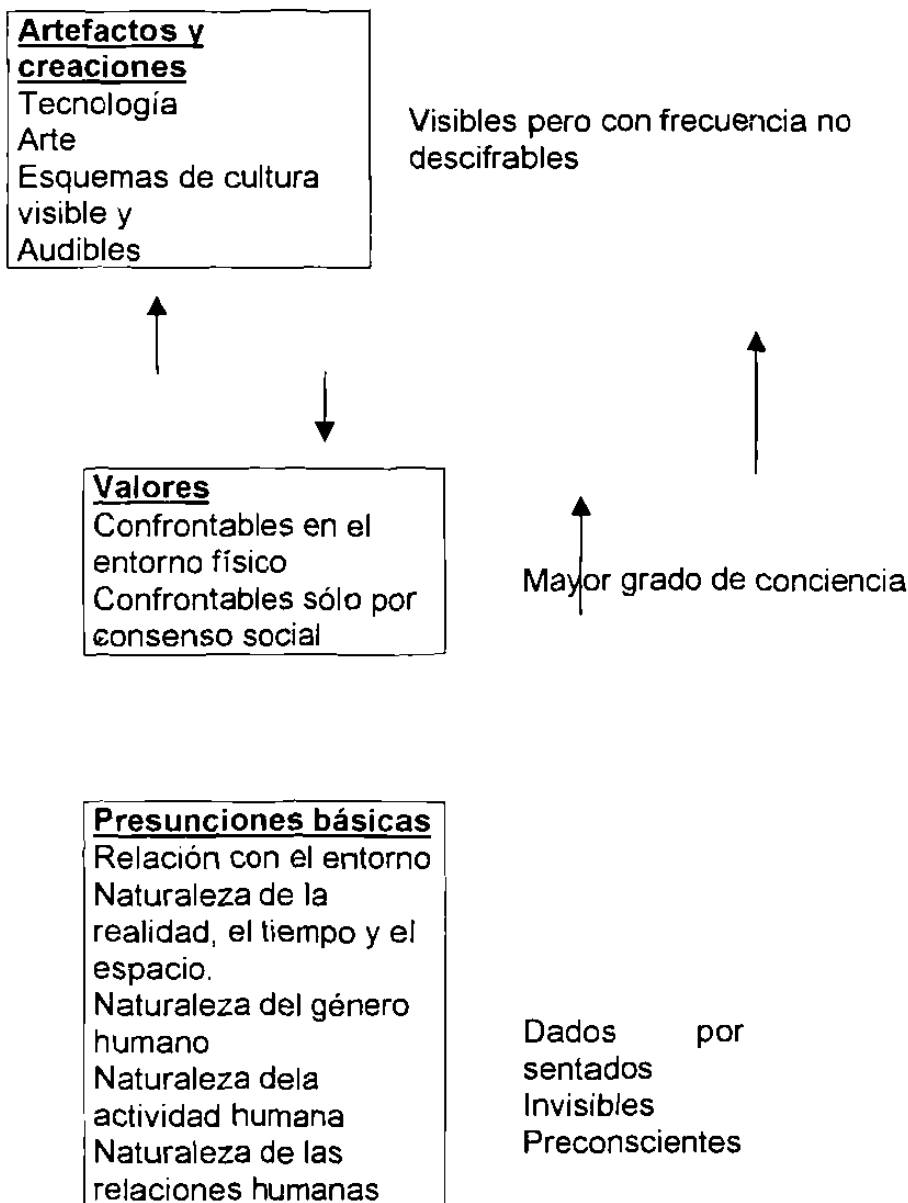 Artefactos y
creaciones
Tecnología
Arte
Esquemas de cultura
visible y
Audibles
Visibles pero con frecuencia no
descifrables
Valores
Confrontables en el
entorno físico
Confrontables sólo por
consenso social
Mayor grado de conciencia
Presunciones básicas
Relación con el entorno
Naturaleza de la
realidad, el tiempo y el
espacio.
Naturaleza del género
humano
Naturaleza dela
actividad humana
Naturaleza de las
relaciones humanas
Dados por
sentados
Invisibles
Preconscientes